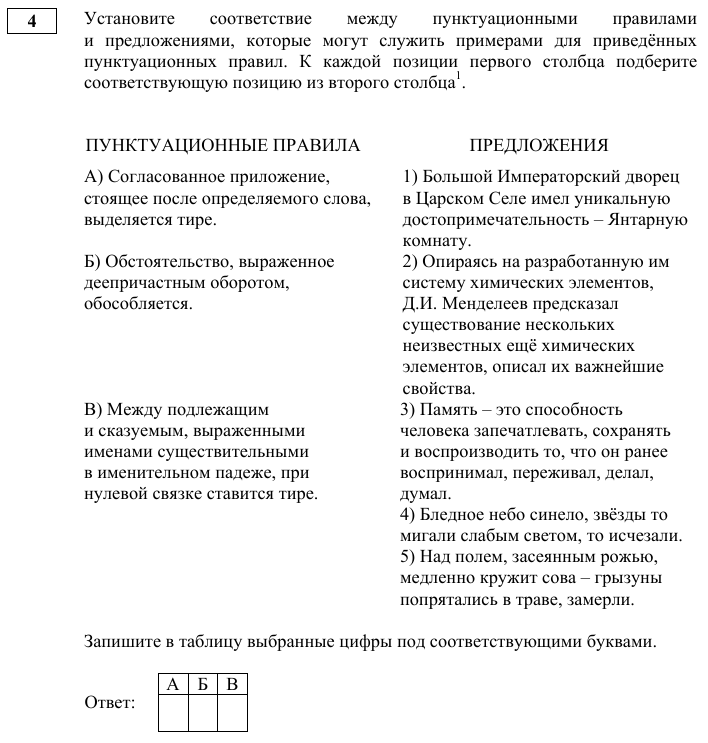 4
Установите соответствие между пунктуационными правилами
и предложениями, которые могут служить примерами для приведённых
пунктуационных правил. К каждой позиции первого столбца подберите
соответствующую позицию из второго столбца1.
ПУНКТУАЦИОННЫЕ ПРАВИЛА
А) Согласованное приложение,
стоящее после определяемого слова,
выделяется тире.
Б) Обстоятельство, выраженное
деепричастным оборотом,
обособляется.
В) Между подлежащим
и сказуемым, выраженными
именами существительными
в именительном падеже, при
нулевой связке ставится тире.
ПРЕДЛОЖЕНИЯ
1) Большой Императорский дворец
в Царском Селе имел уникальную
достопримечательность – Янтарную
комнату.
2) Опираясь на разработанную им
систему химических элементов,
Д.И. Менделеев предсказал
существование нескольких
неизвестных ещё химических
элементов, описал их важнейшие
свойства.
3) Память – это способность
человека запечатлевать, сохранять
и воспроизводить то, что он ранее
воспринимал, переживал, делал,
думал.
4) Бледное небо синело, звёзды то
мигали слабым светом, то исчезали.
5) Над полем, засеянным рожью,
медленно кружит сова – грызуны
попрятались в траве, замерли.
Запишите в таблицу выбранные цифры под соответствующими буквами.
Ответ:
А Б В